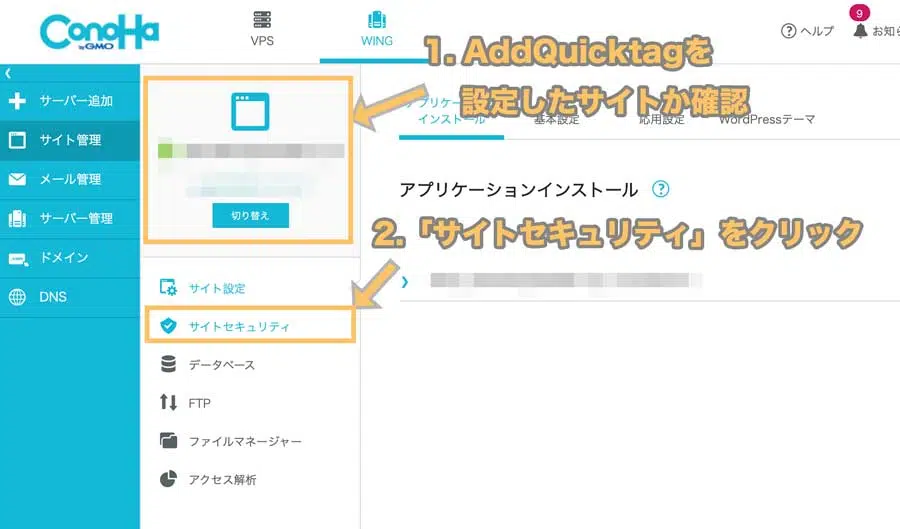 ConoHa
by GMO
VPS
WING
ヘルプ
9
お知
サーバー追加
サイト管理
メール管理
サーバー管理
ドメイン
DNS
切り替え
サイト設定
サイトセキュリティ
データベース
FTP
ファイルマネージャー
アクセス解析
1. AddQuicktagを
設定したサイトか確認
アプリケー
インストール
基本設定
応用設定
WordPressテーマ
アプリケーションインストール
2.「サイトセキュリティ」をクリック